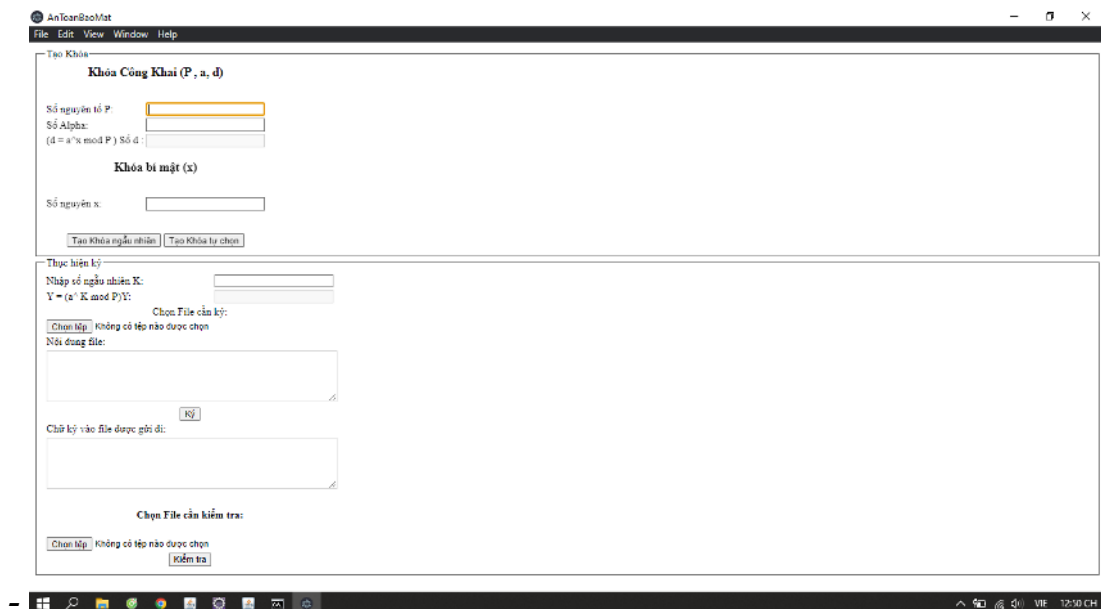 AnToanBaoMat
File Edit View Window Help
Tạo Khóa
Khóa Công Khai (P , a, d)
Số nguyên tố P:
Số Alpha:
(d = a^x mod P ) Số d :
Khóa bí mật (x)
Số nguyên x:
Tạo Khóa ngẫu nhiên Tạo Khóa tự chọn
Thực hiện ký
Nhập số ngẫu nhiên K:
Y = (a^ K mod P)Y:
Chọn File cần ký:
Chọn tệp Không có tệp nào được chọn
Nội dung file:
Ký
Chữ ký vào file được gửi đi:
Chọn File cần kiểm tra:
Chọn tệp Không có tệp nào được chọn
Kiểm tra
VIE 12:50 CH